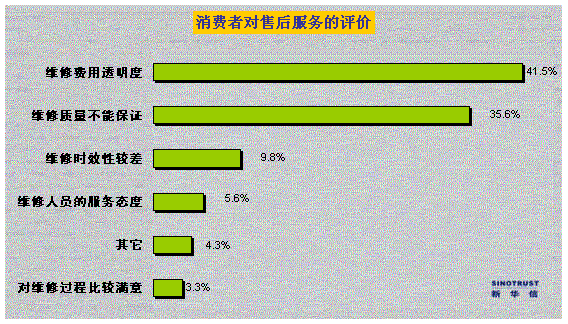 消费者对售后服务的评价
维修费用透明度 41.5%
维修质量不能保证 35.6%
维修时效性较差 9.8%
维修人员的服务态度 5.6%
其它 4.3%
对维修过程比较满意 3.3%
SINOTRUST
新华信